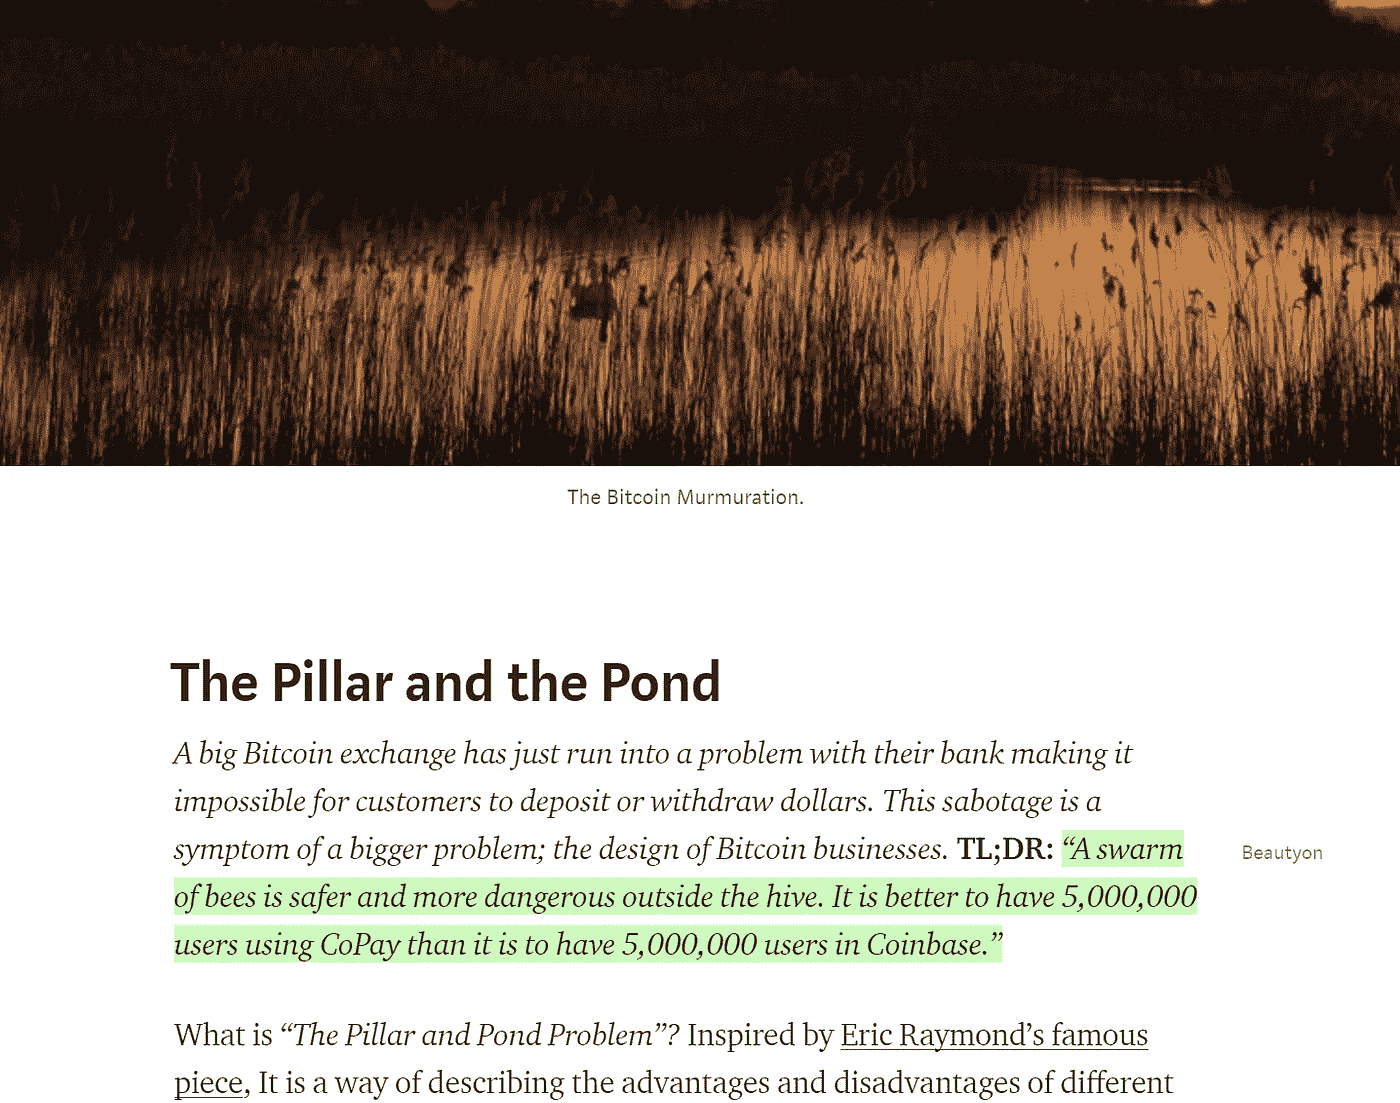 The Bitcoin Murmuration.
The Pillar and the Pond
A big Bitcoin exchange has just run into a problem with their bank making it
impossible for customers to deposit or withdraw dollars. This sabotage is a
symptom of a bigger problem; the design of Bitcoin businesses. TL;DR: “A swarm
Beautyon
of bees is safer and more dangerous outside the hive. It is better to have 5,000,000
users using CoPay than it is to have 5,000,000 users in Coinbase.”
What is “The Pillar and Pond Problem”? Inspired by Eric Raymond’s famous
piece, It is a way of describing the advantages and disadvantages of different